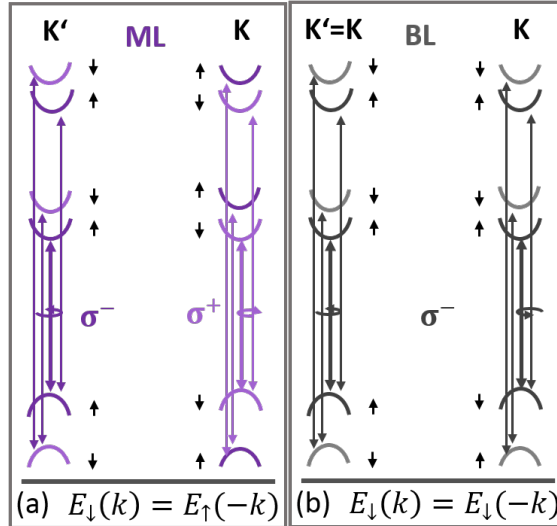 K‘ ML K
σ⁻ σ⁺
(a) E↓(k) = E↑(-k)
K‘=K BL K
σ⁻
(b) E↓(k) = E↓(-k)